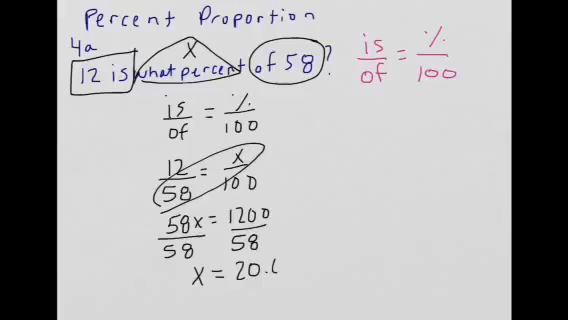 Percent Proportion
4a
x
12 is what percent of 58?
is/of = %/100
is/of = %/100
12/58 = x/100
58x/58 = 1200/58
x = 20.